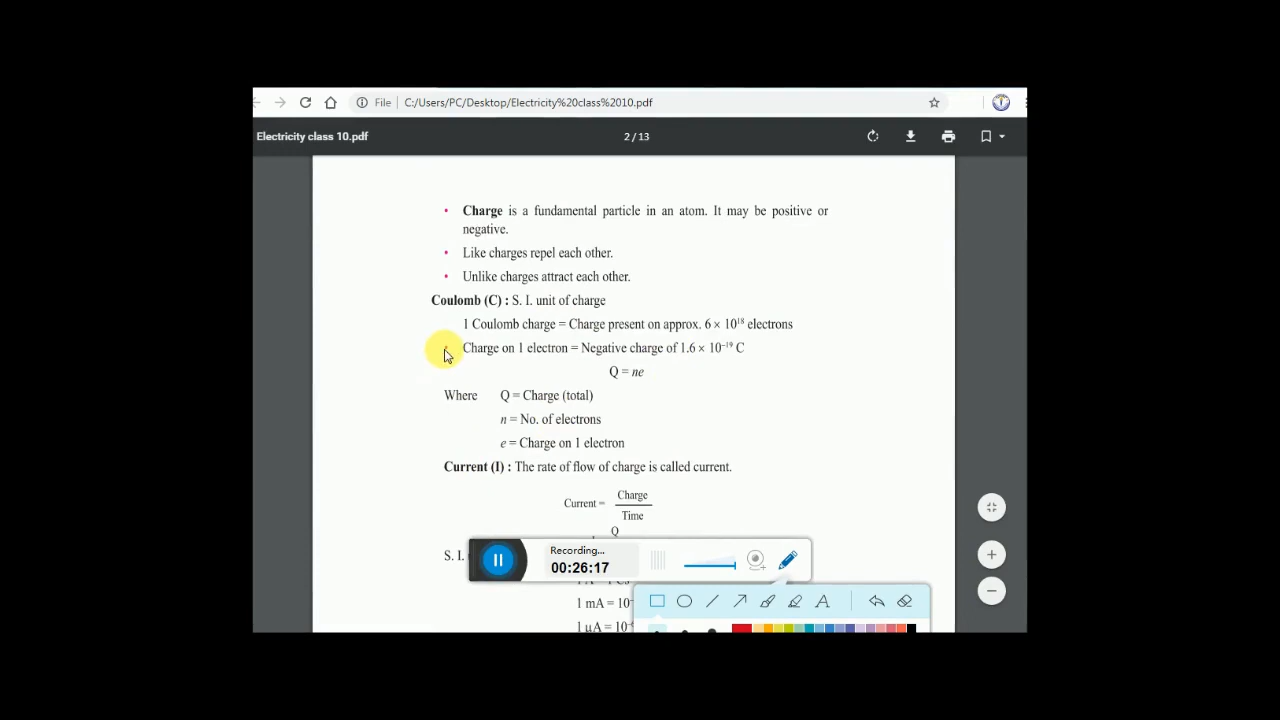 File C:/Users/PC/Desktop/Electricity%20class%2010.pdf
Electricity class 10.pdf 2 / 13
• Charge is a fundamental particle in an atom. It may be positive or
negative.
• Like charges repel each other.
• Unlike charges attract each other.
Coulomb (C) : S. I. unit of charge
1 Coulomb charge = Charge present on approx. 6 × 10¹⁸ electrons
Charge on 1 electron = Negative charge of 1.6 × 10⁻¹⁹ C
Q = ne
Where Q = Charge (total)
n = No. of electrons
e = Charge on 1 electron
Current (I) : The rate of flow of charge is called current.
Current = Charge
Time
Q
S. I.
Recording...
00:26:17
1 mA = 10
1 µA = 10
A